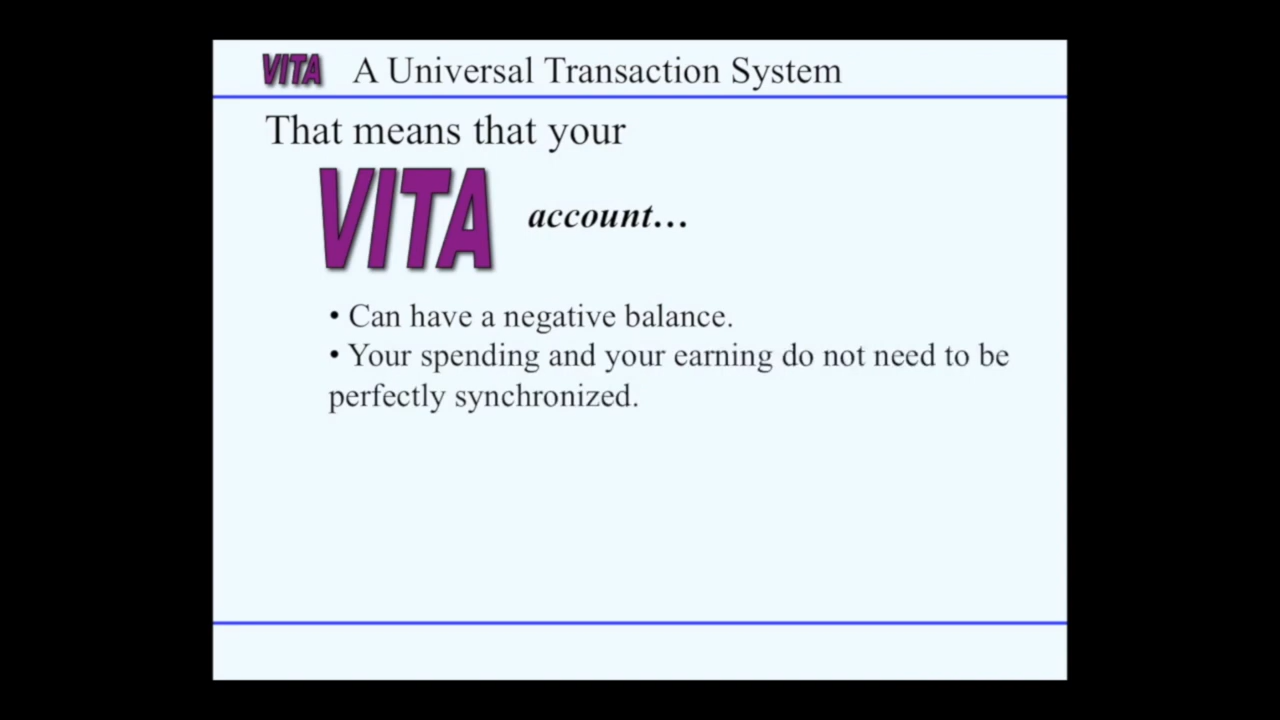 VITA A Universal Transaction System
That means that your
VITA account…
• Can have a negative balance.
• Your spending and your earning do not need to be
perfectly synchronized.